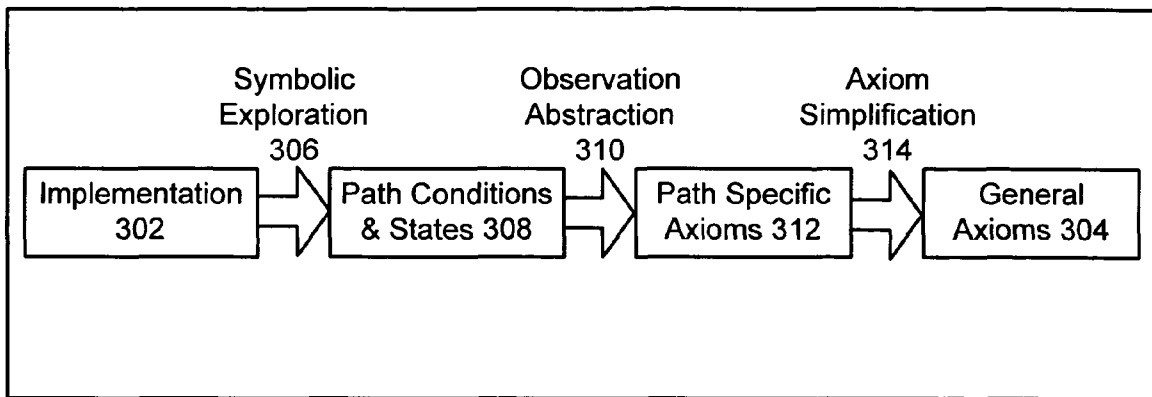 Symbolic
Exploration
306
Observation
Abstraction
310
Axiom
Simplification
314
Implementation
302
Path Conditions
& States 308
Path Specific
Axioms 312
General
Axioms 304